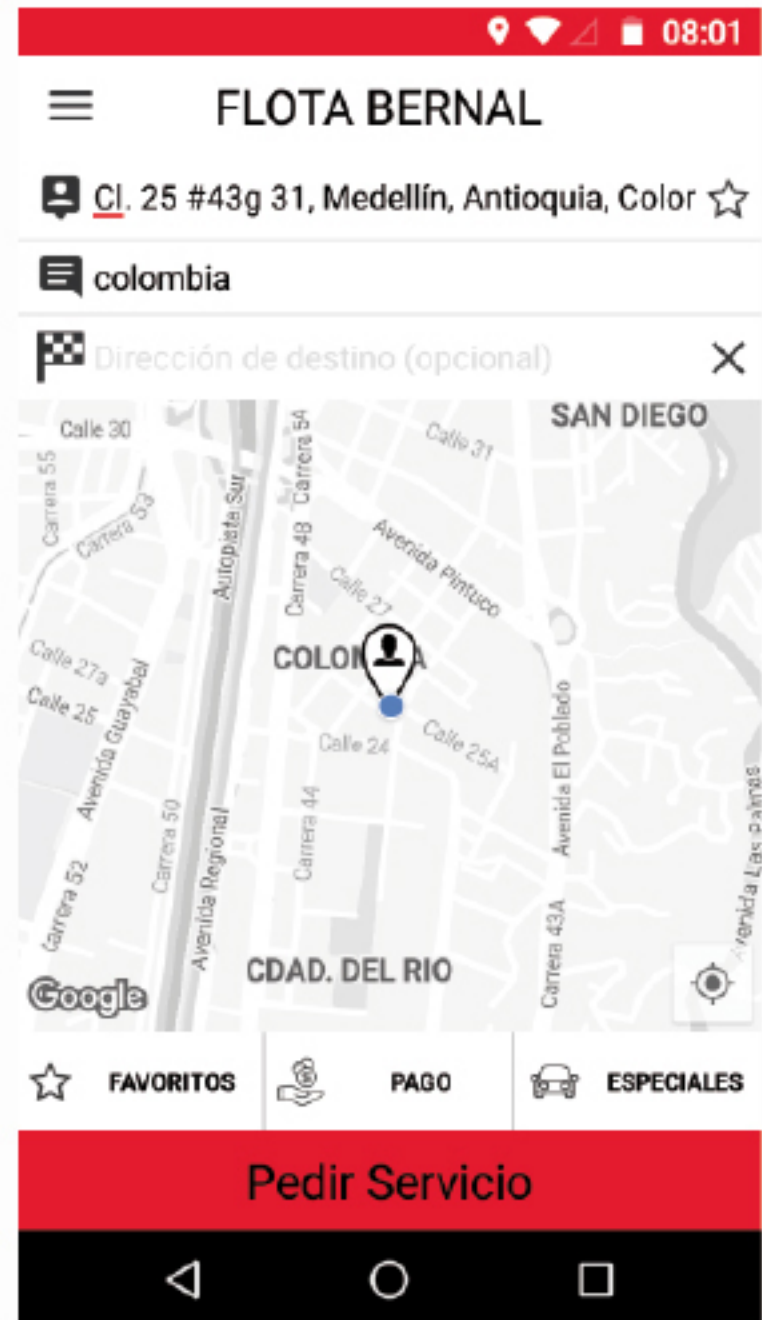 08:01
FLOTA BERNAL
Cl. 25 #43g 31, Medellín, Antioquia, Color
colombia
Dirección de destino (opcional)
SAN DIEGO
Calle 30
Carrera 54
Calle 31
Carrera 55
Carrera 53
Autopista Sur
Carrera 48
Avenida Pintuco
Calle 27
Calle 27a
Calle 25
Avenida Guayabal
Calle 24
Calle 25A
Avenida El Poblado
Carrera 44
Carrera 50
Avenida Regional
Carrera 52
Carrera 43A
Avenida Las Palmas
CDAD. DEL RIO
Google
FAVORITOS
PAGO
ESPECIALES
Pedir Servicio